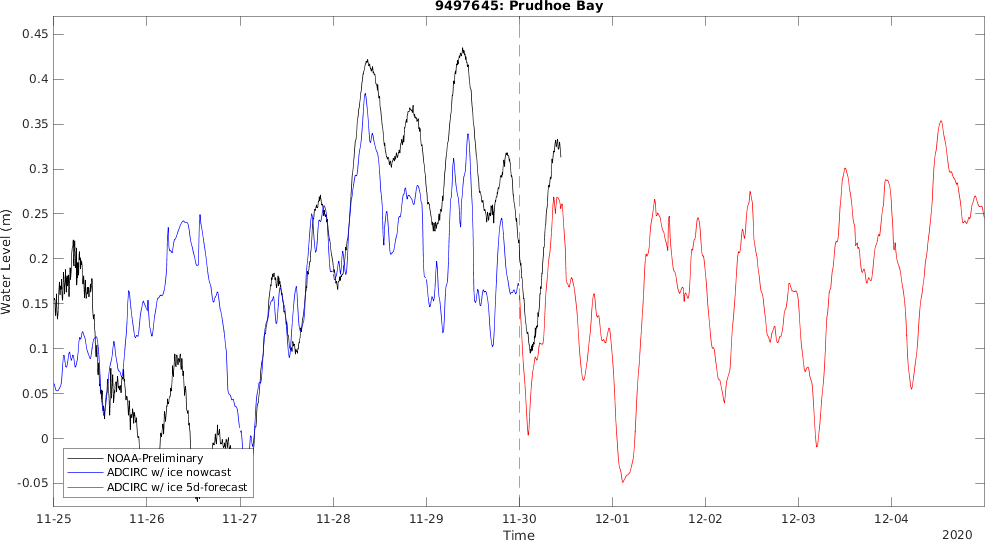 9497645: Prudhoe Bay
0.45
0.4
0.35
0.3
0.25
0.2
0.15
0.1
0.05
0
-0.05
Water Level (m)
NOAA-Preliminary
ADCIRC w/ ice nowcast
ADCIRC w/ ice 5d-forecast
11-25 11-26 11-27 11-28 11-29 11-30 12-01 12-02 12-03 12-04
Time
2020